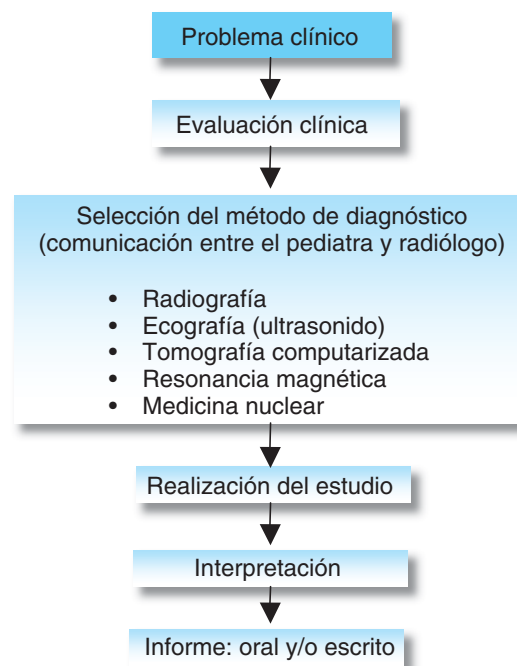 Problema clínico
Evaluación clínica
Selección del método de diagnóstico
(comunicación entre el pediatra y radiólogo)
• Radiografía
• Ecografía (ultrasonido)
• Tomografía computarizada
• Resonancia magnética
• Medicina nuclear
Realización del estudio
Interpretación
Informe: oral y/o escrito